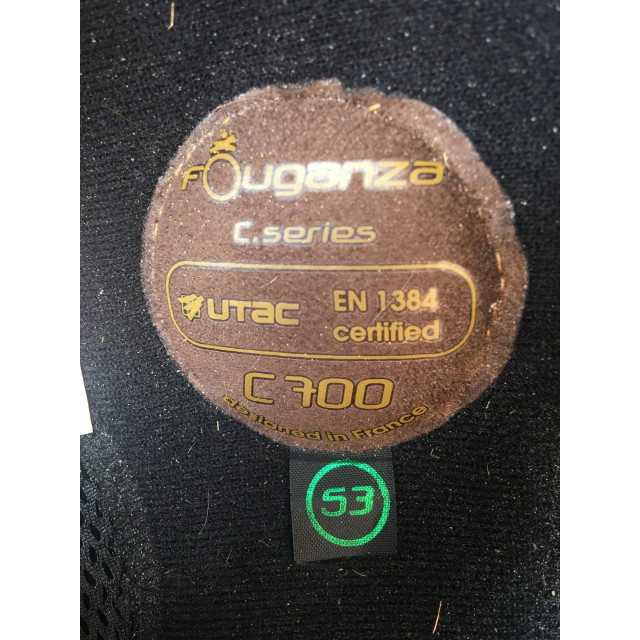 Fouganza
C.series
UTAC EN 1384
certified
C700
designed in France
53